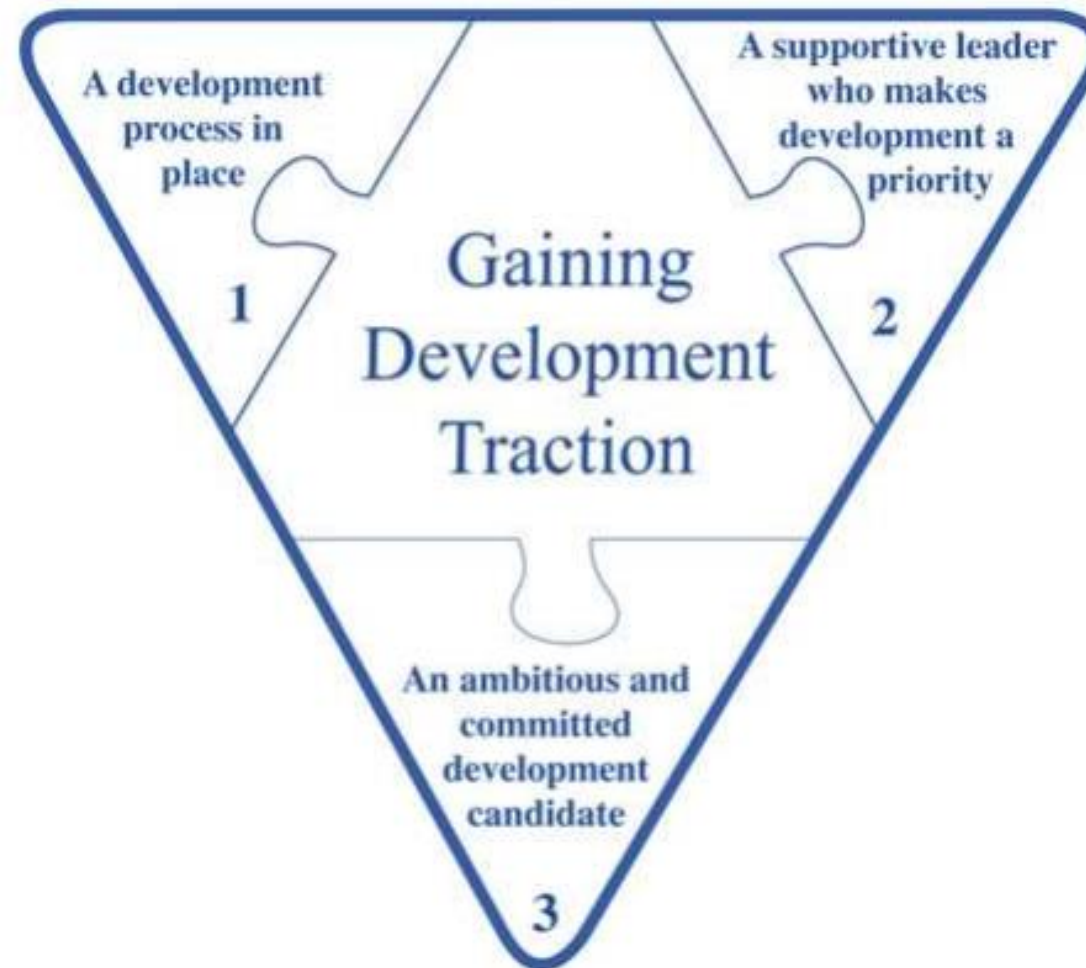 A development
process in
place
1
A supportive leader
who makes
development a
priority
2
Gaining
Development
Traction
An ambitious and
committed
development
candidate
3